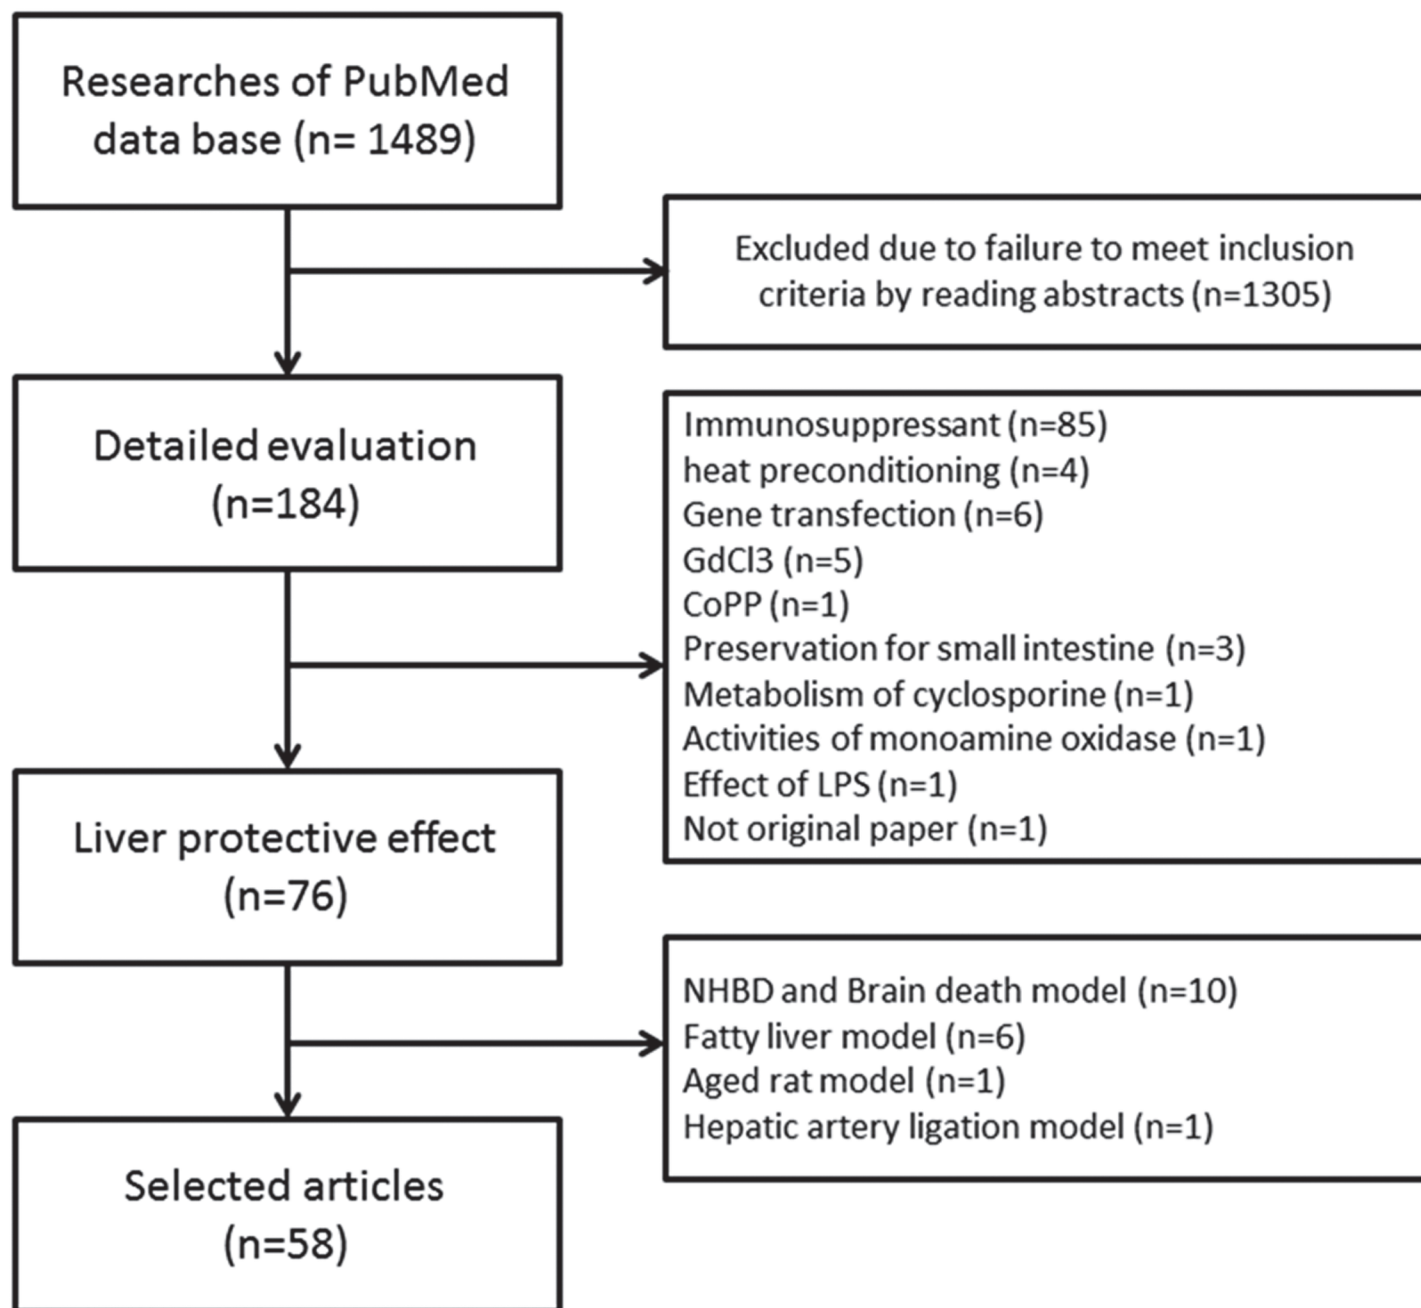 Researches of PubMed
data base (n= 1489)
Excluded due to failure to meet inclusion
criteria by reading abstracts (n=1305)
Detailed evaluation
(n=184)
Immunosuppressant (n=85)
heat preconditioning (n=4)
Gene transfection (n=6)
GdCl3 (n=5)
CoPP (n=1)
Preservation for small intestine (n=3)
Metabolism of cyclosporine (n=1)
Activities of monoamine oxidase (n=1)
Effect of LPS (n=1)
Not original paper (n=1)
Liver protective effect
(n=76)
NHBD and Brain death model (n=10)
Fatty liver model (n=6)
Aged rat model (n=1)
Hepatic artery ligation model (n=1)
Selected articles
(n=58)